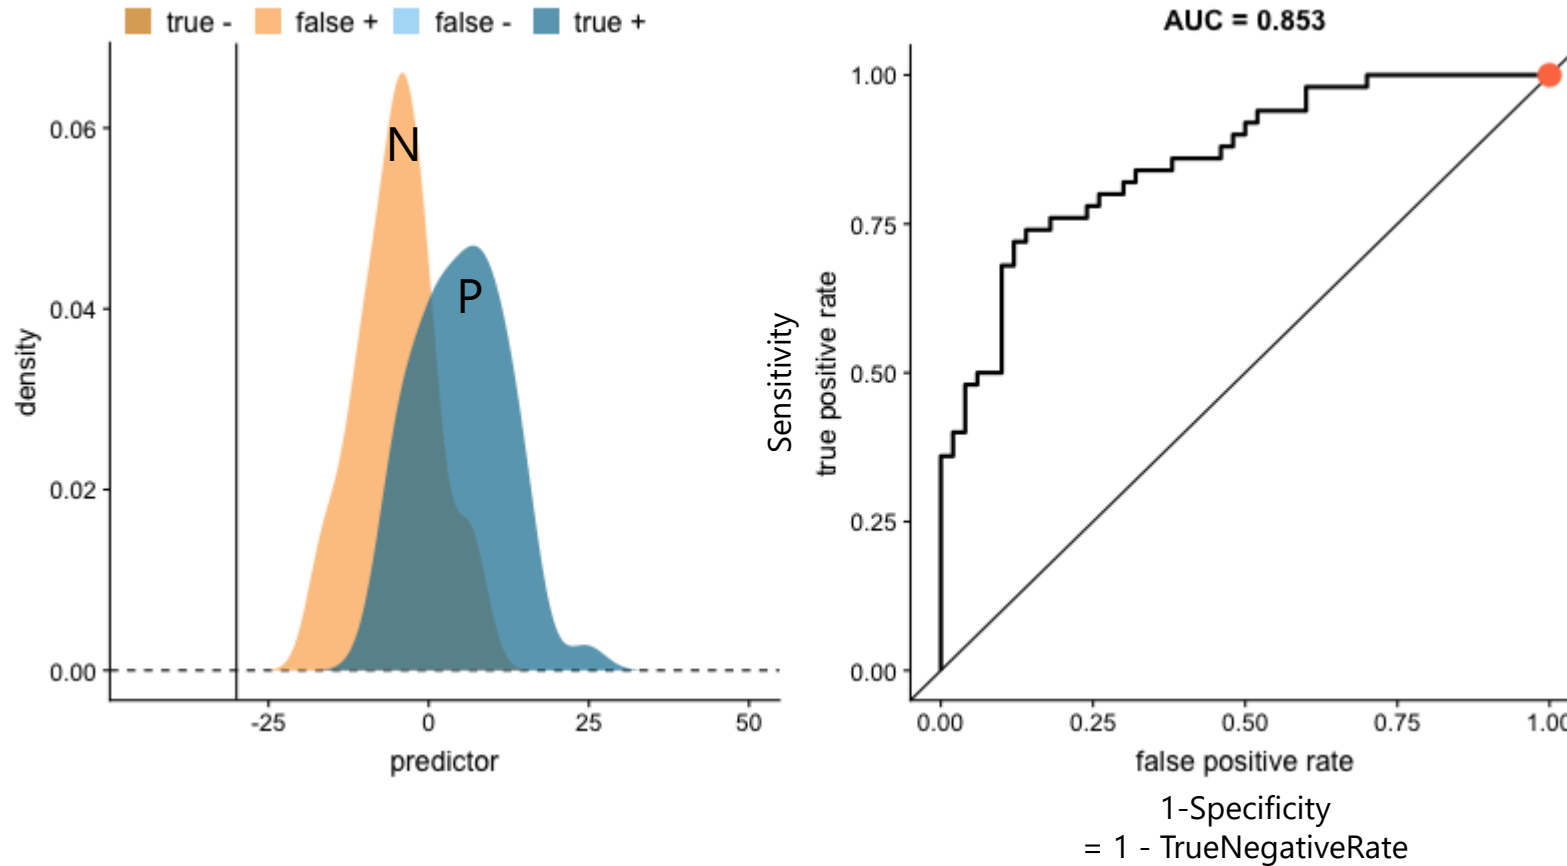 true - false + false - true +
0.06
0.04
0.02
0.00
density
N
P
-25 0 25 50
predictor
AUC = 0.853
1.00
0.75
0.50
0.25
0.00
Sensitivity
true positive rate
0.00 0.25 0.50 0.75 1.00
false positive rate
1-Specificity
= 1 - TrueNegativeRate